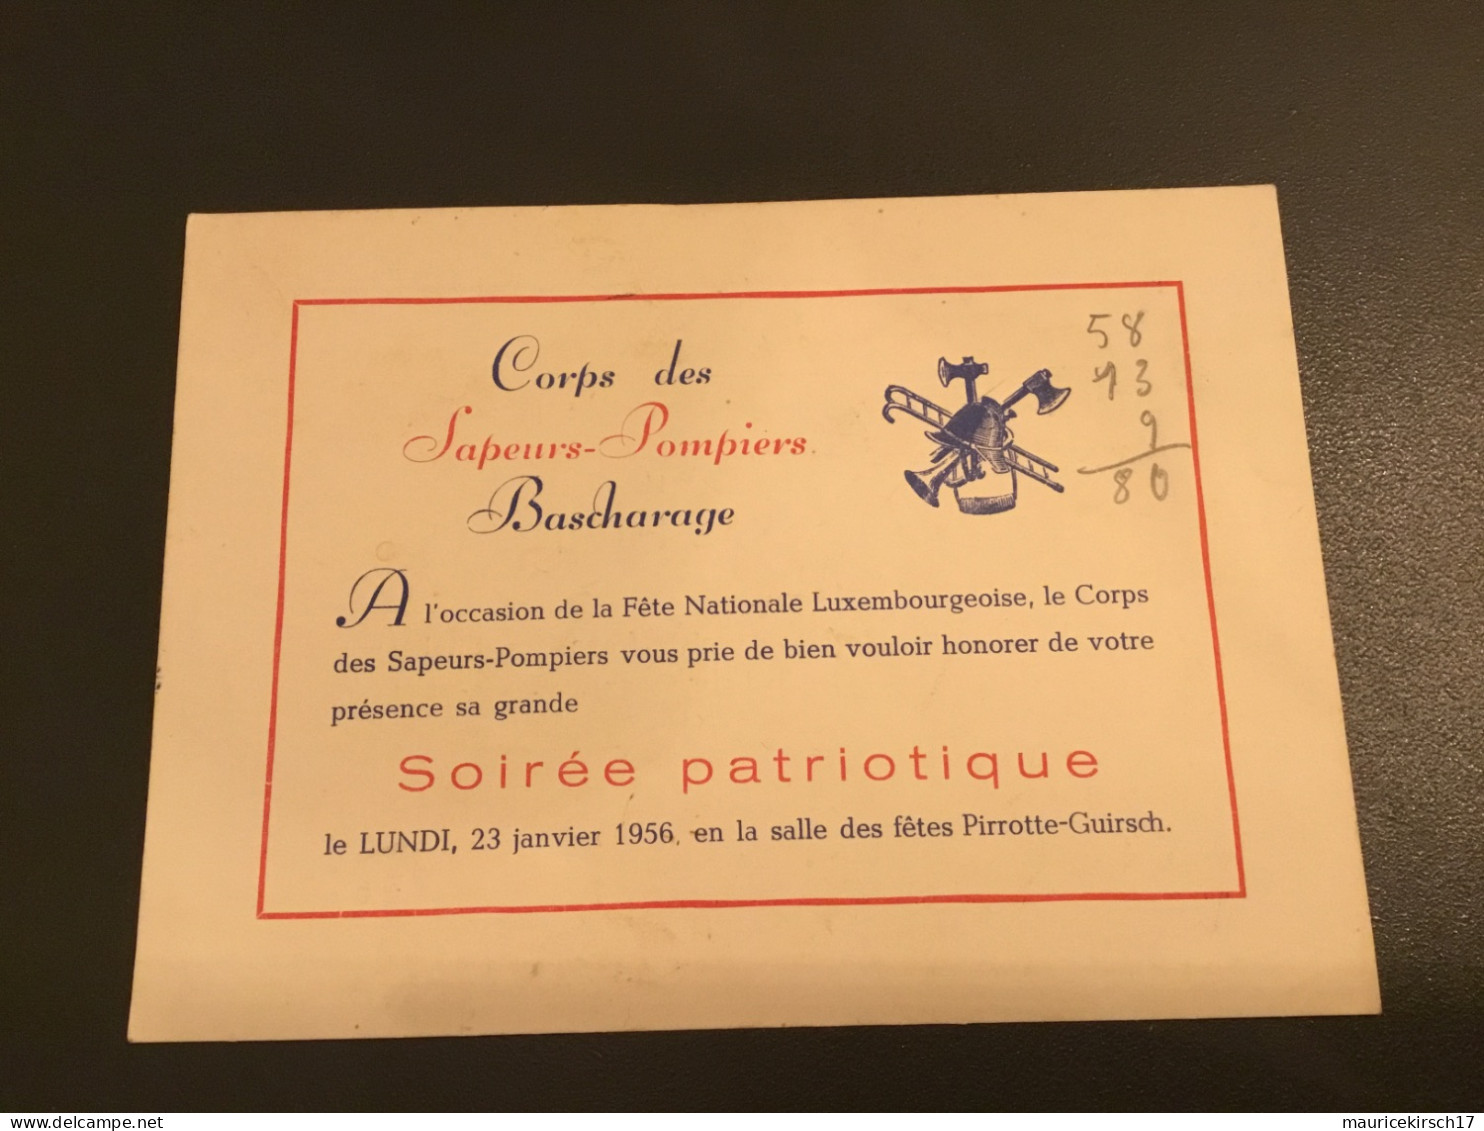 Corps des
Sapeurs-Pompiers
Bascharage
58
13
9
80
A l'occasion de la Fête Nationale Luxembourgeoise, le Corps
des Sapeurs-Pompiers vous prie de bien vouloir honorer de votre
présence sa grande
Soirée patriotique
le LUNDI, 23 janvier 1956, en la salle des fêtes Pirrotte-Guirsch.
delcampe.net
mauricekirsch17